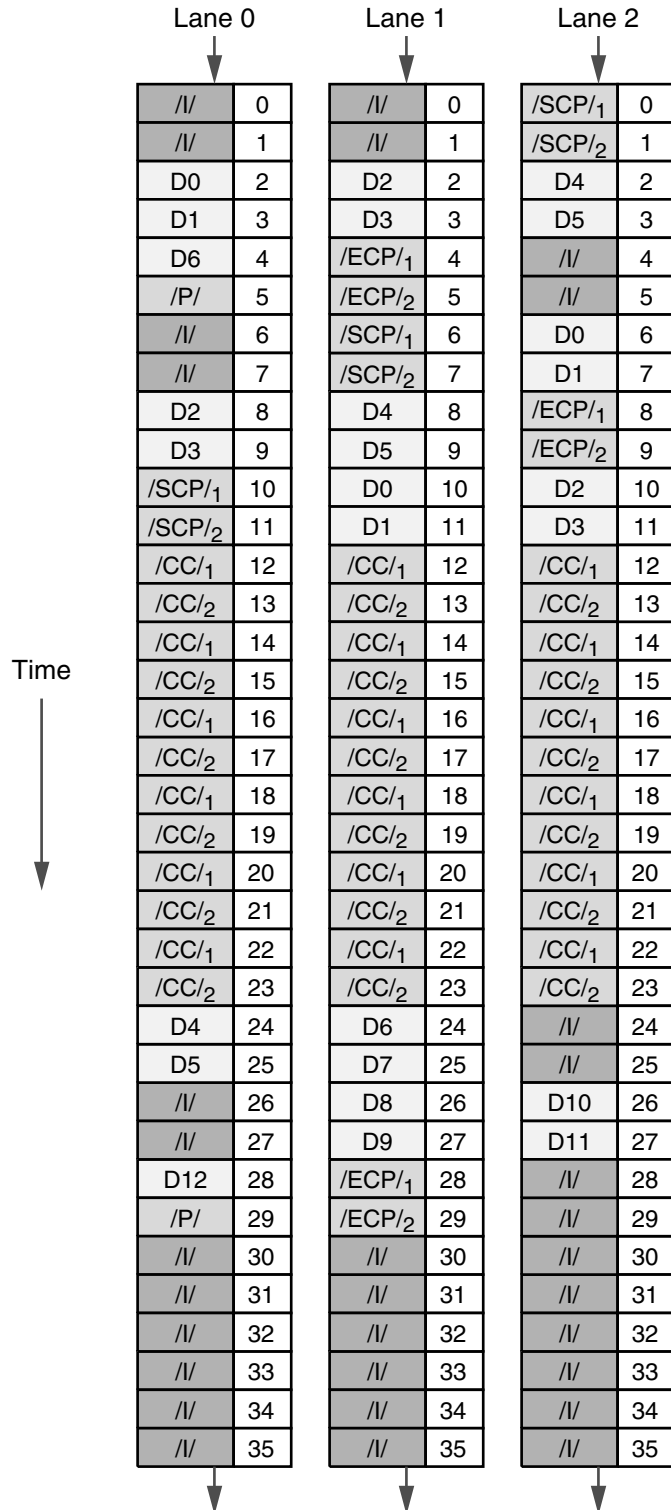 Lane 0 Lane 1 Lane 2
/I/ 0 /I/ 0 /SCP/1 0
/I/ 1 /I/ 1 /SCP/2 1
D0 2 D2 2 D4 2
D1 3 D3 3 D5 3
D6 4 /ECP/1 4 /I/ 4
/P/ 5 /ECP/2 5 /I/ 5
/I/ 6 /SCP/1 6 D0 6
/I/ 7 /SCP/2 7 D1 7
D2 8 D4 8 /ECP/1 8
D3 9 D5 9 /ECP/2 9
/SCP/1 10 D0 10 D2 10
/SCP/2 11 D1 11 D3 11
/CC/1 12 /CC/1 12 /CC/1 12
/CC/2 13 /CC/2 13 /CC/2 13
/CC/1 14 /CC/1 14 /CC/1 14
Time /CC/2 15 /CC/2 15 /CC/2 15
/CC/1 16 /CC/1 16 /CC/1 16
/CC/2 17 /CC/2 17 /CC/2 17
/CC/1 18 /CC/1 18 /CC/1 18
/CC/2 19 /CC/2 19 /CC/2 19
/CC/1 20 /CC/1 20 /CC/1 20
/CC/2 21 /CC/2 21 /CC/2 21
/CC/1 22 /CC/1 22 /CC/1 22
/CC/2 23 /CC/2 23 /CC/2 23
D4 24 D6 24 /I/ 24
D5 25 D7 25 /I/ 25
/I/ 26 D8 26 D10 26
/I/ 27 D9 27 D11 27
D12 28 /ECP/1 28 /I/ 28
/P/ 29 /ECP/2 29 /I/ 29
/I/ 30 /I/ 30 /I/ 30
/I/ 31 /I/ 31 /I/ 31
/I/ 32 /I/ 32 /I/ 32
/I/ 33 /I/ 33 /I/ 33
/I/ 34 /I/ 34 /I/ 34
/I/ 35 /I/ 35 /I/ 35